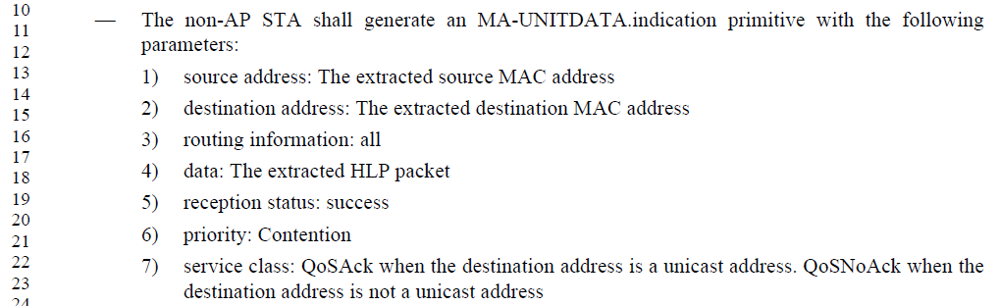 10
11 — The non-AP STA shall generate an MA-UNITDATA.indication primitive with the following
12 parameters:
13 1) source address: The extracted source MAC address
14
15 2) destination address: The extracted destination MAC address
16 3) routing information: all
17
18 4) data: The extracted HLP packet
19 5) reception status: success
20
21 6) priority: Contention
22 7) service class: QoSAck when the destination address is a unicast address. QoSNoAck when the
23 destination address is not a unicast address
24